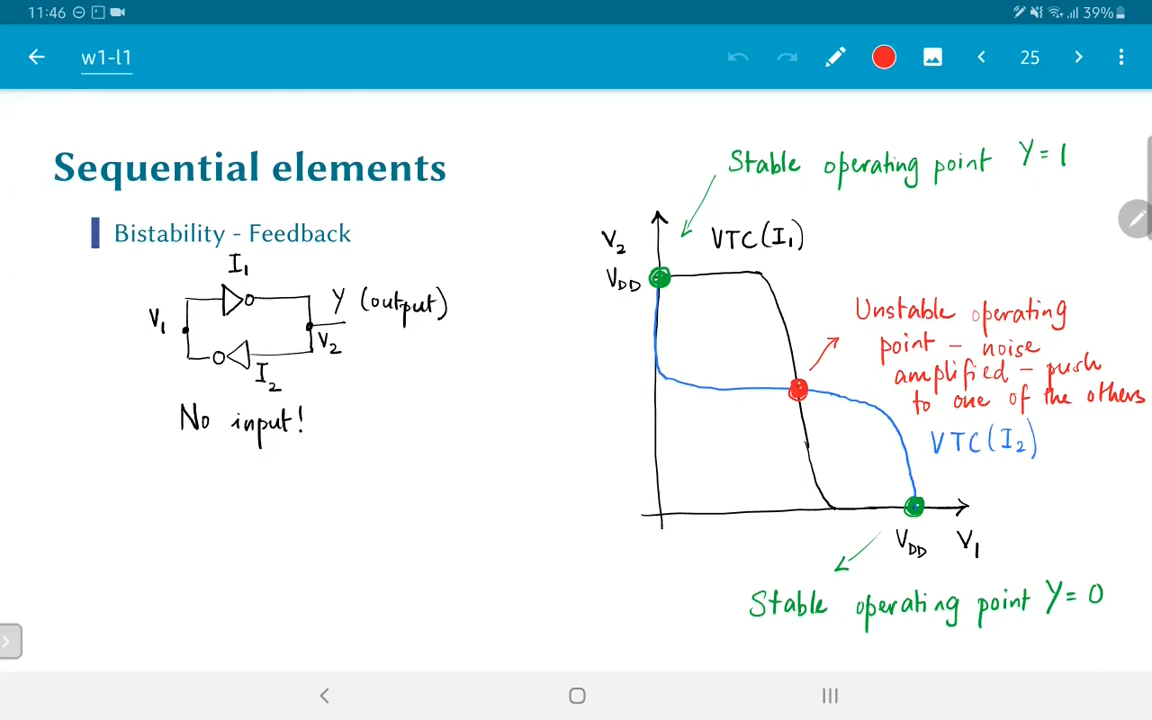 11:46
39%
w1-l1
25
Sequential elements
Bistability - Feedback
I₁
Y (output)
V₁
V₂
I₂
No input!
Stable operating point Y = 1
V₂
VTC(I₁)
VDD
Unstable operating
point - noise
amplified - push
to one of the others
VTC(I₂)
VDD
V₁
Stable operating point Y = 0